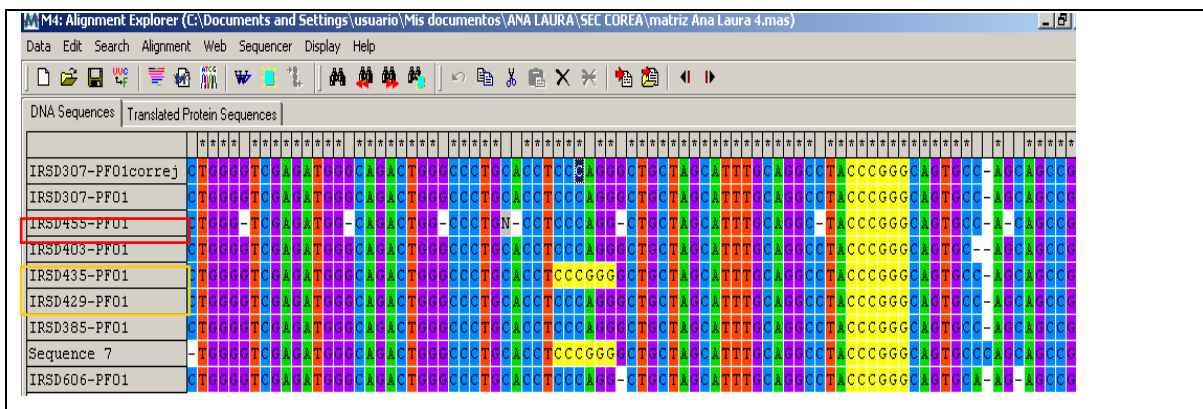 M4: Alignment Explorer (C:\Documents and Settings\usuario\Mis documentos\ANA LAURA\SEC COREA\matriz Ana Laura 4.mas)
Data Edit Search Alignment Web Sequencer Display Help
DNA Sequences Translated Protein Sequences
IRSD307-PF01correj CTGGGGTCGAGATGGGCAGACTGGGCCCTGCACCTCCCAGGGCTGCTAGCATTTGCAGGCCTACCCGGGCAGTGCC-AGCAGCCG
IRSD307-PF01 CTGGGGTCGAGATGGGCAGACTGGGCCCTGCACCTCCCAGGGCTGCTAGCATTTGCAGGCCTACCCGGGCAGTGCC-AGCAGCCG
IRSD455-PF01 CTGGG-TCGAGATGG-CAGACTGG-CCCTGN-CCTCCCAGG-CTGCTAGCATTTGCAGGC-TACCCGGGCAGTGCC-A-CAGCCG
IRSD403-PF01 CTGGGGTCGAGATGGGCAGACTGGGCCCTGCACCTCCCAGGGCTGCTAGCATTTGCAGGCCTACCCGGGCAGTGC--AGCAGCCG
IRSD435-PF01 CTGGGGTCGAGATGGGCAGACTGGGCCCTGCACCTCCCGGGGCTGCTAGCATTTGCAGGCCTACCCGGGCAGTGCC-AGCAGCCG
IRSD429-PF01 CTGGGGTCGAGATGGGCAGACTGGGCCCTGCACCTCCCAGGGCTGCTAGCATTTGCAGGCCTACCCGGGCAGTGCC-AGCAGCCG
IRSD385-PF01 CTGGGGTCGAGATGGGCAGACTGGGCCCTGCACCTCCCAGGGCTGCTAGCATTTGCAGGCCTACCCGGGCAGTGCC-AGCAGCCG
Sequence 7 -TGGGGTCGAGATGGGCAGACTGGGCCCTGCACCTCCCGGGGCTGCTAGCATTTGCAGGCCTACCCGGGCAGTGCCCAGCAGCCG
IRSD606-PF01 CTGGGGTCGAGATGGGCAGACTGGGCCCTGCACCTCCCAGG-CTGCTAGCATTTGCAGGCCTACCCGGGCAGTGCA-AG-AGCCG